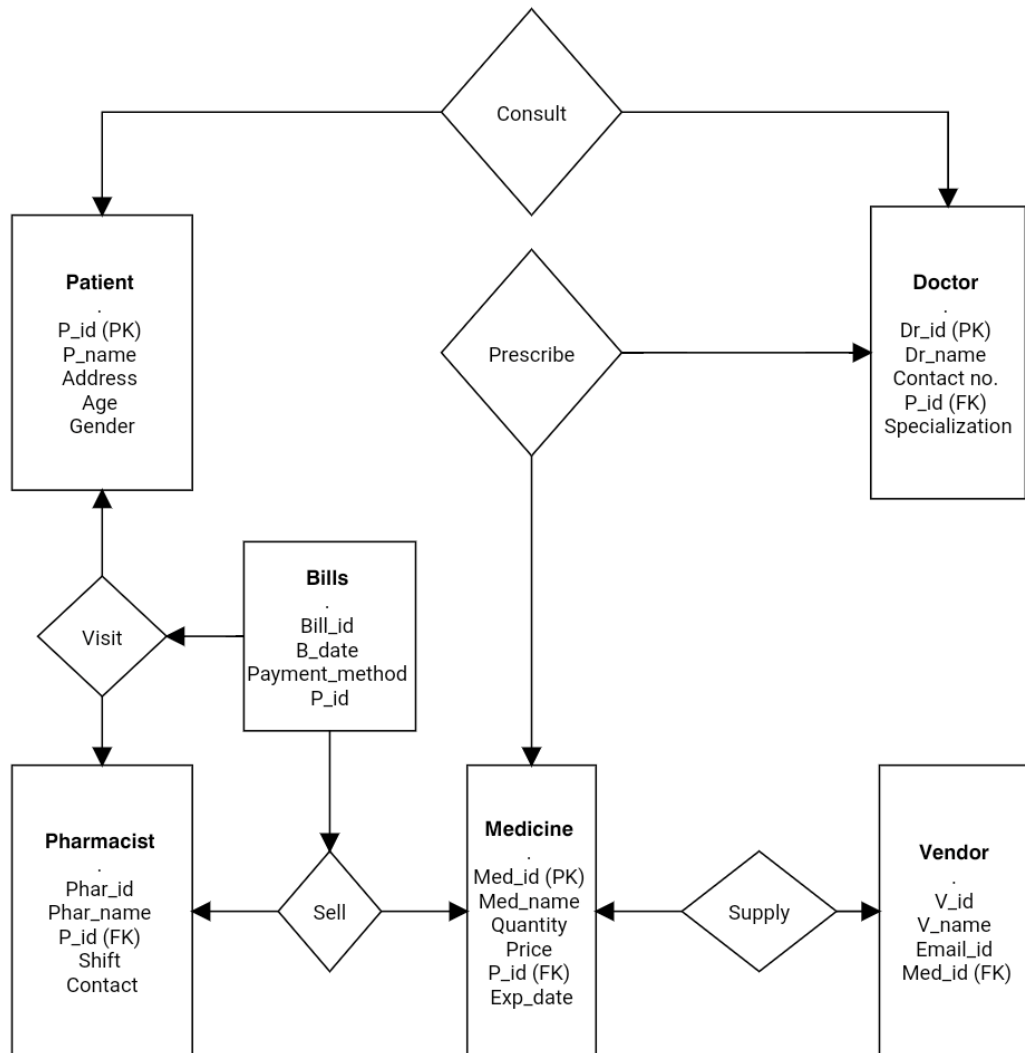 Consult
Patient
.
P_id (PK)
P_name
Address
Age
Gender
Prescribe
Doctor
.
Dr_id (PK)
Dr_name
Contact no.
P_id (FK)
Specialization
Visit
Bills
.
Bill_id
B_date
Payment_method
P_id
Pharmacist
.
Phar_id
Phar_name
P_id (FK)
Shift
Contact
Sell
Medicine
.
Med_id (PK)
Med_name
Quantity
Price
P_id (FK)
Exp_date
Supply
Vendor
.
V_id
V_name
Email_id
Med_id (FK)